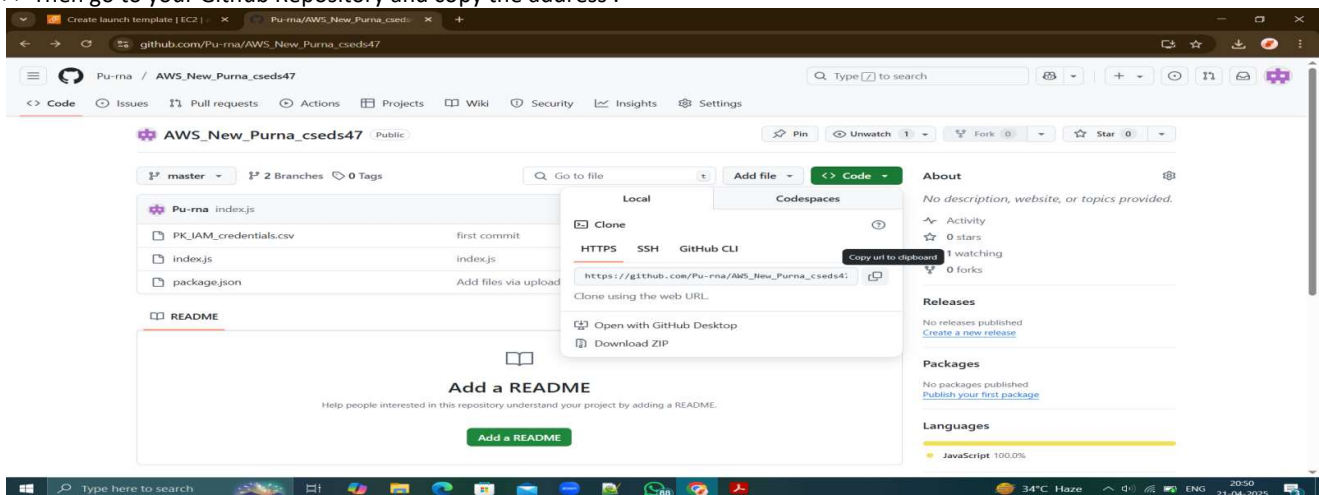 Then go to your Github Repository and copy the address :
Create launch template | EC2 |
Pu-rna/AWS_New_Purna_cseds
github.com/Pu-rna/AWS_New_Purna_cseds47
Pu-rna / AWS_New_Purna_cseds47
Type / to search
Code Issues Pull requests Actions Projects Wiki Security Insights Settings
AWS_New_Purna_cseds47 Public
Pin Unwatch 1 Fork 0 Star 0
master 2 Branches 0 Tags
Go to file t Add file Code
About
Local Codespaces
No description, website, or topics provided.
Pu-rna index.js
Clone
Activity
PK_IAM_credentials.csv first commit
0 stars
HTTPS SSH GitHub CLI
Copy url to clipboard
1 watching
index.js index.js
https://github.com/Pu-rna/AWS_New_Purna_cseds4
0 forks
package.json Add files via upload
Clone using the web URL.
Releases
README
Open with GitHub Desktop
No releases published
Create a new release
Download ZIP
Packages
Add a README
No packages published
Help people interested in this repository understand your project by adding a README.
Publish your first package
Add a README
Languages
JavaScript 100.0%
Type here to search
88
34°C Haze ENG
20:50
21-04-2025